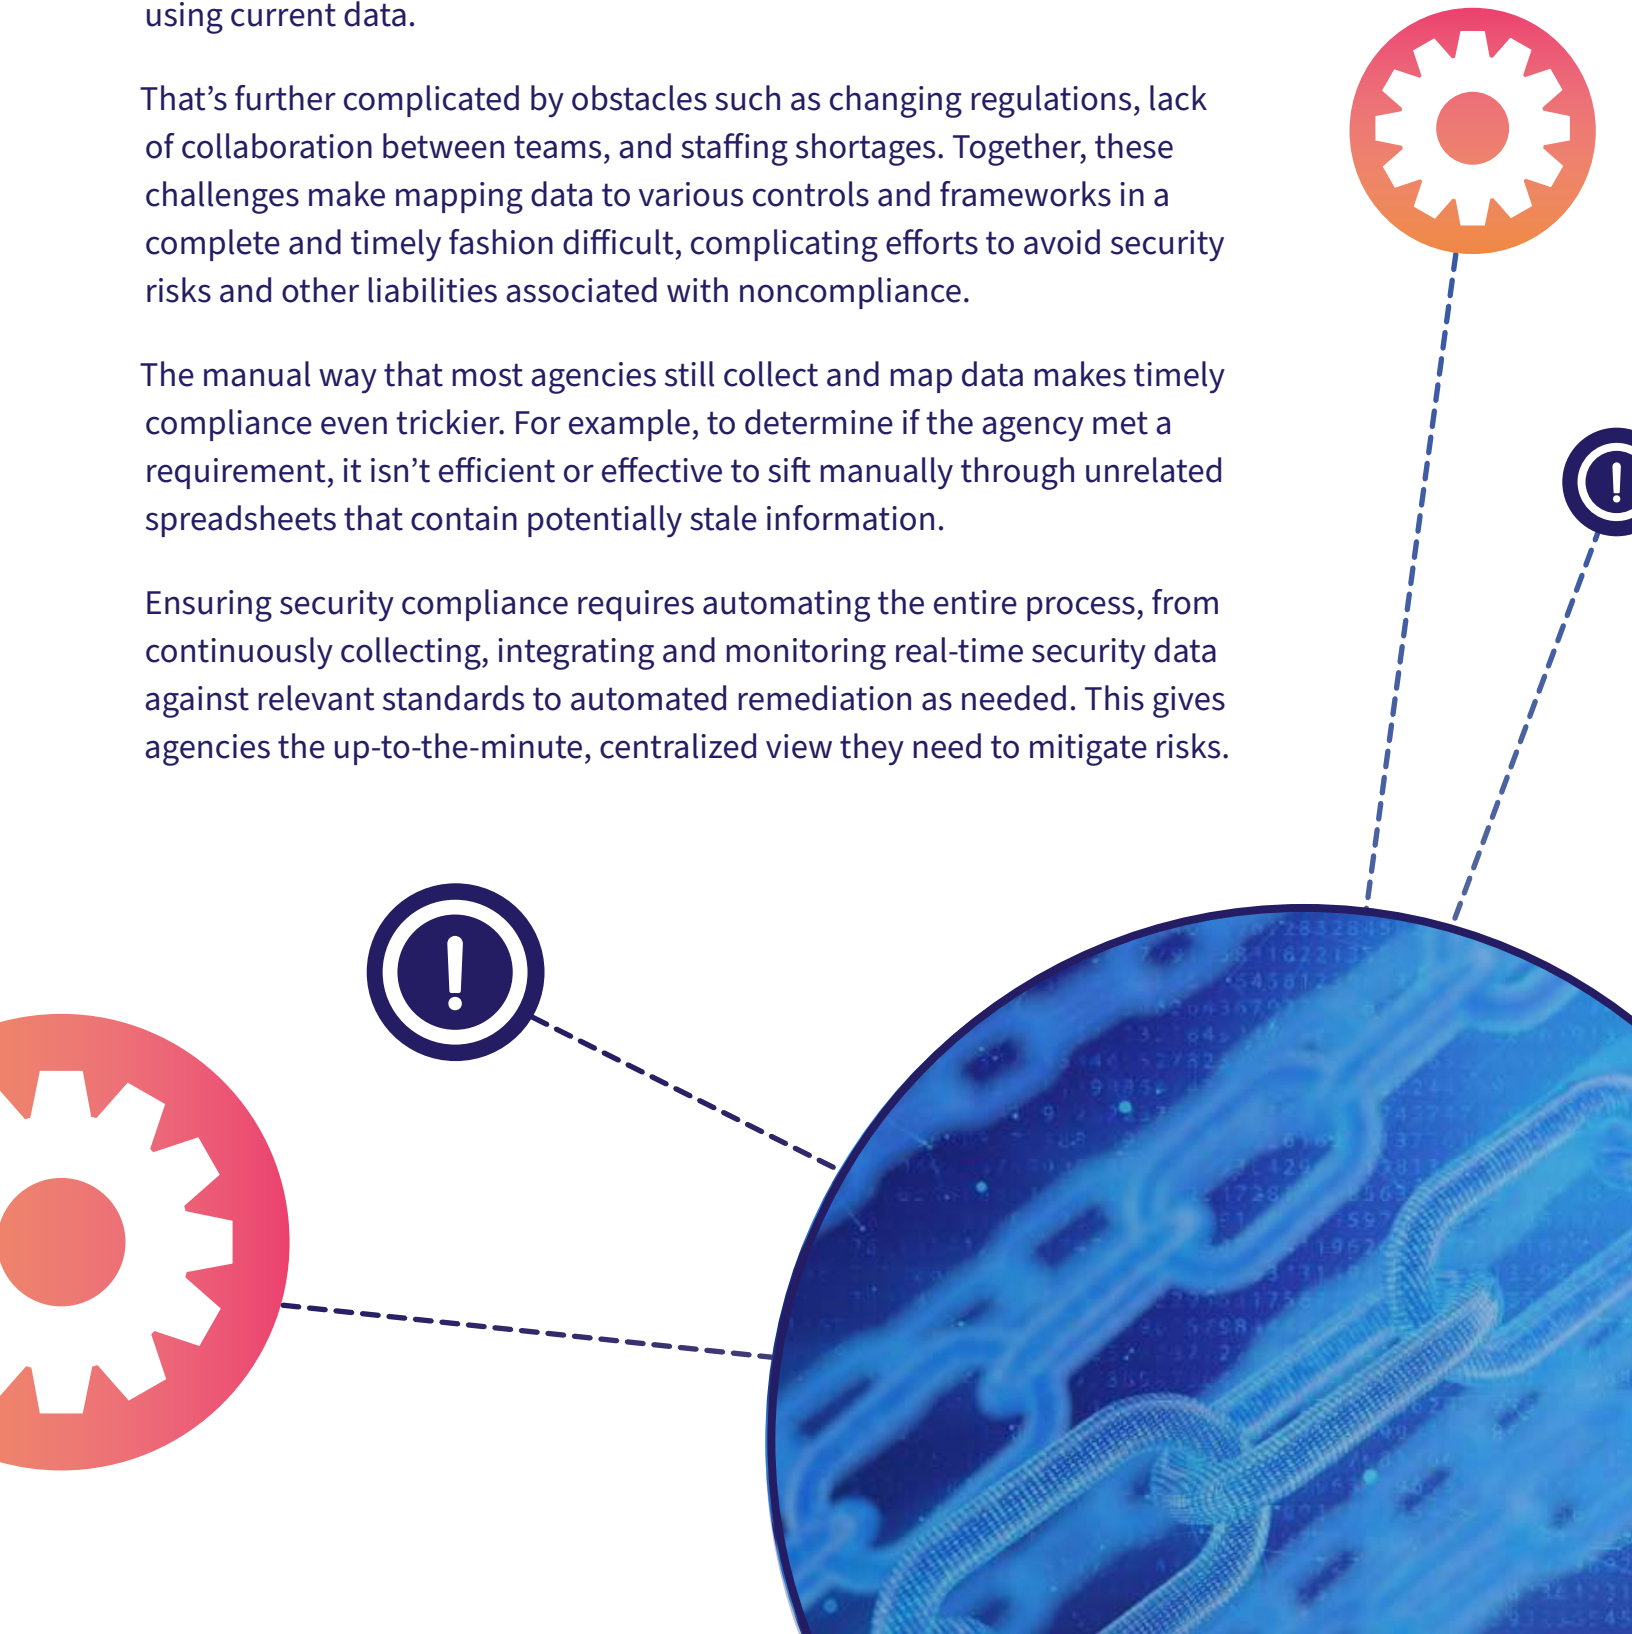 using current data.
That’s further complicated by obstacles such as changing regulations, lack
of collaboration between teams, and staffing shortages. Together, these
challenges make mapping data to various controls and frameworks in a
complete and timely fashion difficult, complicating efforts to avoid security
risks and other liabilities associated with noncompliance.
The manual way that most agencies still collect and map data makes timely
compliance even trickier. For example, to determine if the agency met a
requirement, it isn’t efficient or effective to sift manually through unrelated
spreadsheets that contain potentially stale information.
Ensuring security compliance requires automating the entire process, from
continuously collecting, integrating and monitoring real-time security data
against relevant standards to automated remediation as needed. This gives
agencies the up-to-the-minute, centralized view they need to mitigate risks.
!
!